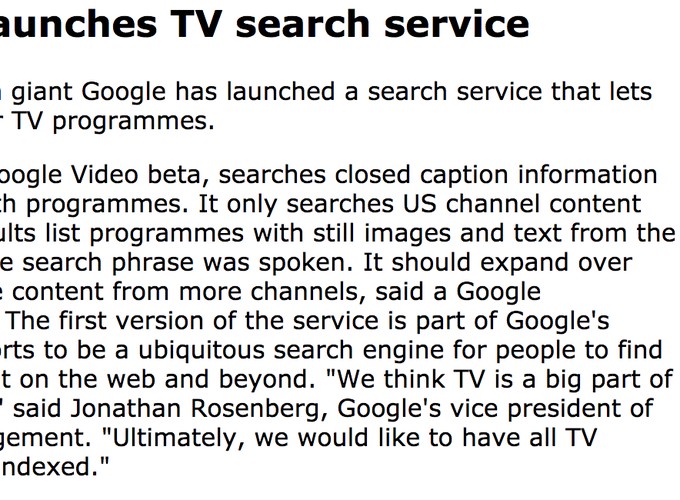 aunches TV search service
giant Google has launched a search service that lets
r TV programmes.
oogle Video beta, searches closed caption information
th programmes. It only searches US channel content
ults list programmes with still images and text from the
e search phrase was spoken. It should expand over
e content from more channels, said a Google
The first version of the service is part of Google's
orts to be a ubiquitous search engine for people to find
t on the web and beyond. "We think TV is a big part of
" said Jonathan Rosenberg, Google's vice president of
gement. "Ultimately, we would like to have all TV
indexed."